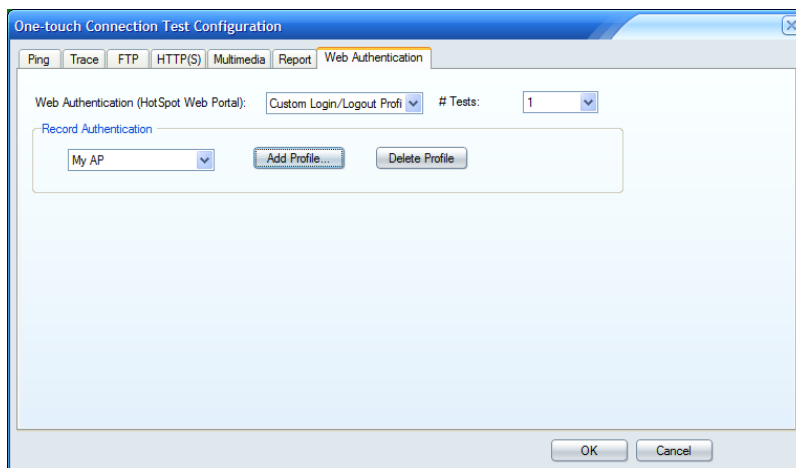 One-touch Connection Test Configuration
Ping Trace FTP HTTP(S) Multimedia Report Web Authentication
Web Authentication (HotSpot Web Portal): Custom Login/Logout Profi # Tests: 1
Record Authentication
My AP Add Profile... Delete Profile
OK Cancel